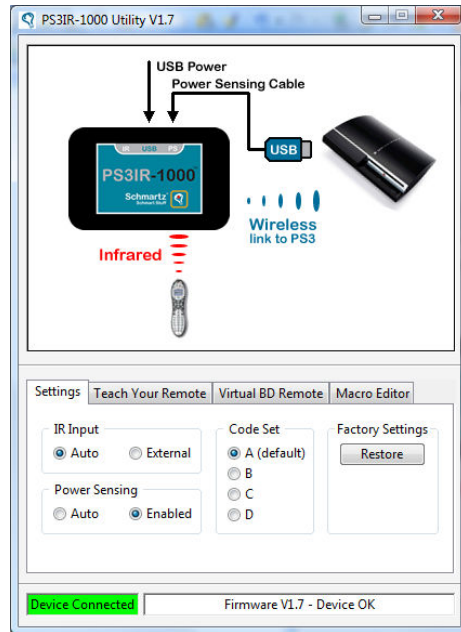 PS3IR-1000 Utility V1.7
USB Power
Power Sensing Cable
IR USB PS
USB
PS3IR-1000
Schmartz
Schmart Stuff
Wireless
link to PS3
Infrared
Settings Teach Your Remote Virtual BD Remote Macro Editor
IR Input Code Set Factory Settings
Auto External A (default) Restore
B
Power Sensing C
Auto Enabled D
Device Connected Firmware V1.7 - Device OK